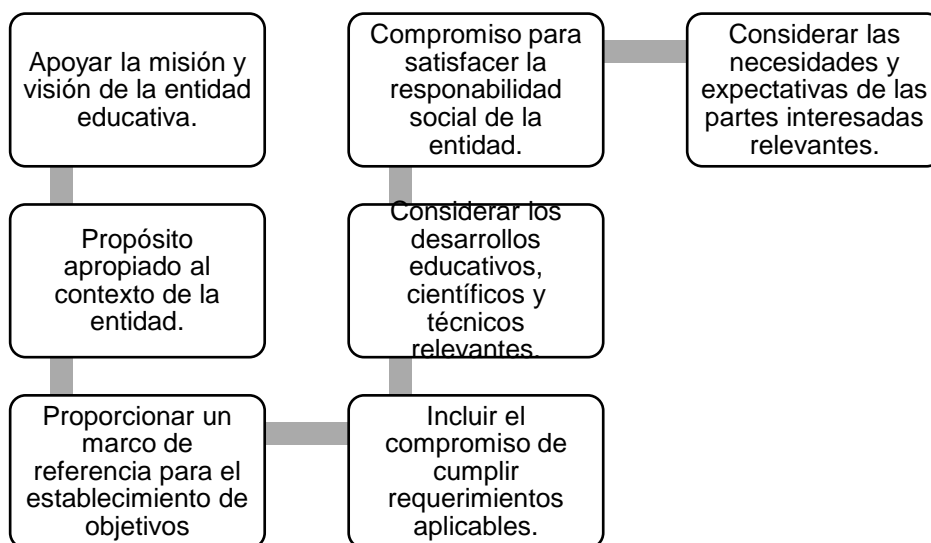 Apoyar la misión y
visión de la entidad
educativa.
Propósito
apropiado al
contexto de la
entidad.
Proporcionar un
marco de
referencia para el
establecimiento de
objetivos
Incluir el
compromiso de
cumplir
requerimientos
aplicables.
Considerar los
desarrollos
educativos,
científicos y
técnicos
relevantes.
Compromiso para
satisfacer la
responabilidad
social de la
entidad.
Considerar las
necesidades y
expectativas de las
partes interesadas
relevantes.